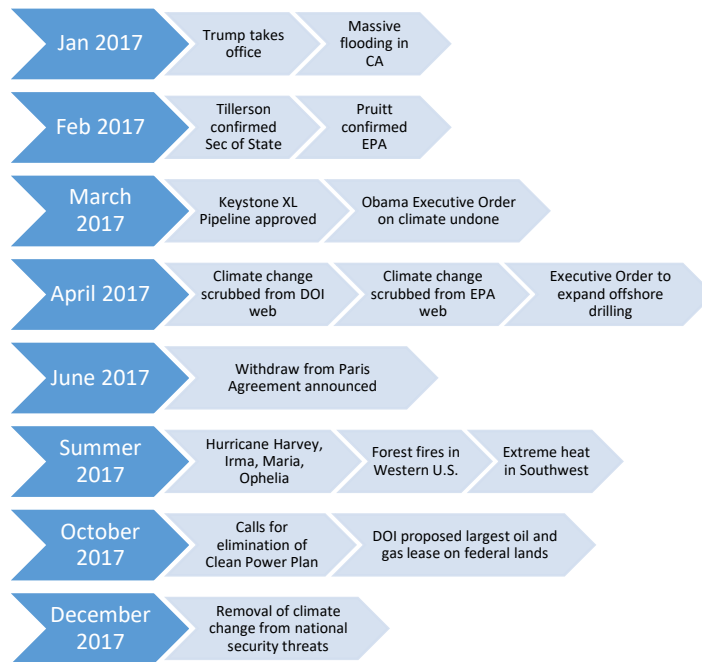 Jan 2017
Trump takes
office
Massive
flooding in
CA
Feb 2017
Tillerson
confirmed
Sec of State
Pruitt
confirmed
EPA
March
2017
Keystone XL
Pipeline approved
Obama Executive Order
on climate undone
April 2017
Climate change
scrubbed from DOI
web
Climate change
scrubbed from EPA
web
Executive Order to
expand offshore
drilling
June 2017
Withdraw from Paris
Agreement announced
Summer
2017
Hurricane Harvey,
Irma, Maria,
Ophelia
Forest fires in
Western U.S.
Extreme heat
in Southwest
October
2017
Calls for
elimination of
Clean Power Plan
DOI proposed largest oil and
gas lease on federal lands
December
2017
Removal of climate
change from national
security threats